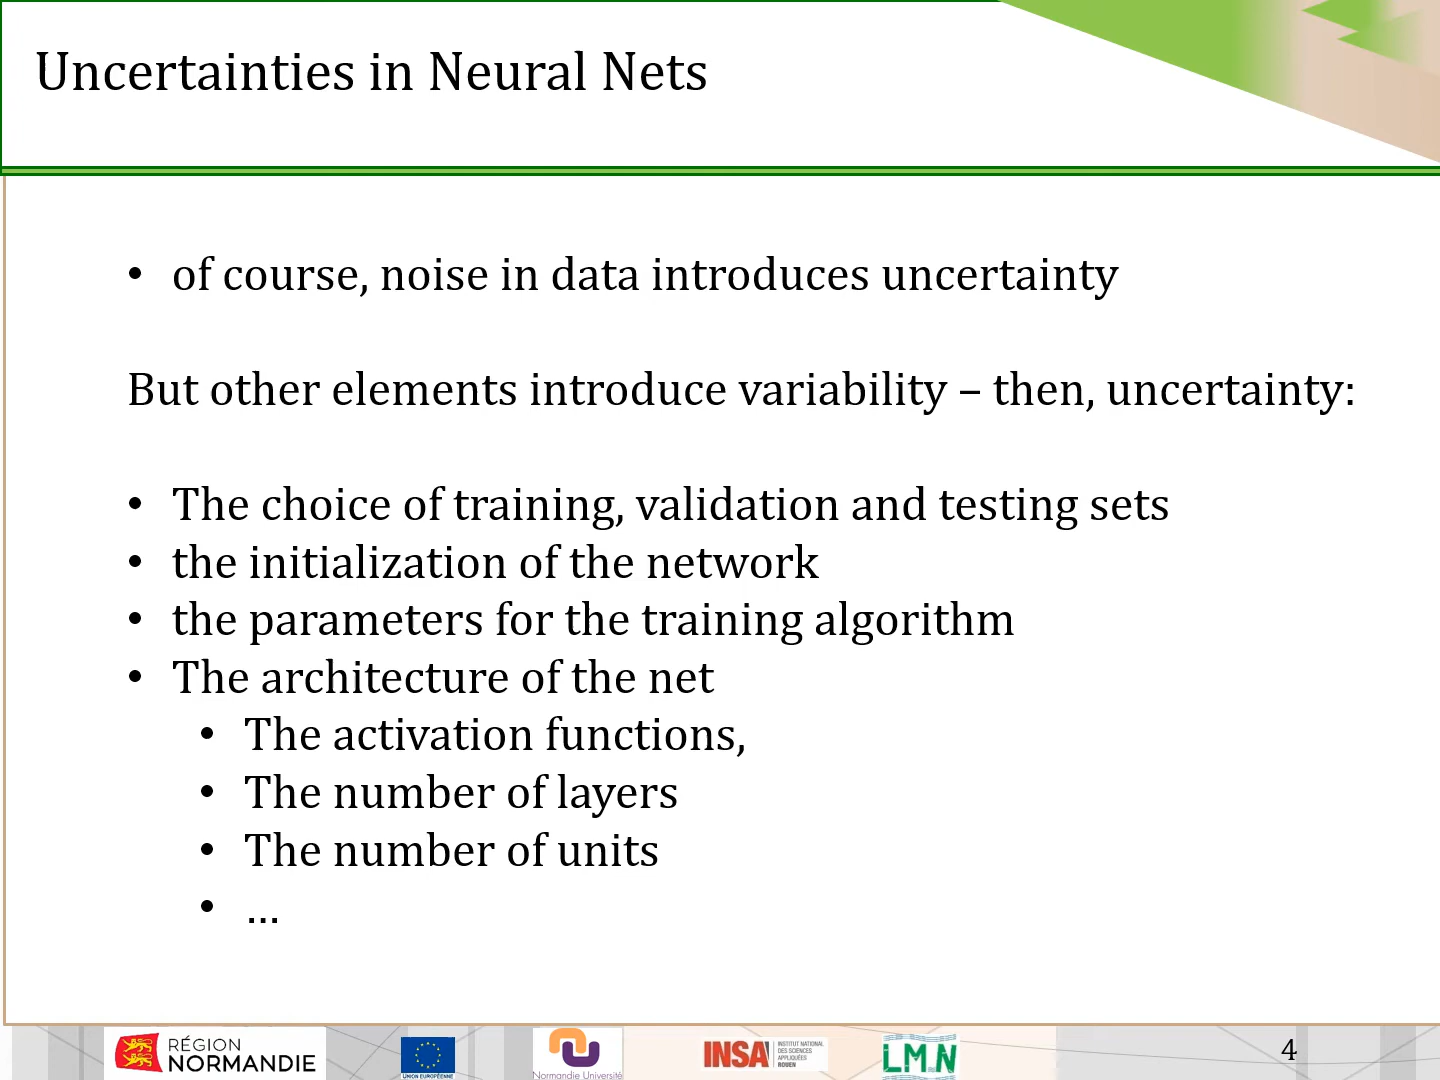 Uncertainties in Neural Nets
• of course, noise in data introduces uncertainty
But other elements introduce variability – then, uncertainty:
• The choice of training, validation and testing sets
• the initialization of the network
• the parameters for the training algorithm
• The architecture of the net
• The activation functions,
• The number of layers
• The number of units
• ...
RÉGION
NORMANDIE
UNION EUROPÉENNE
Normandie Université
INSA
INSTITUT NATIONAL
DES SCIENCES
APPLIQUÉES
ROUEN
LMN
4